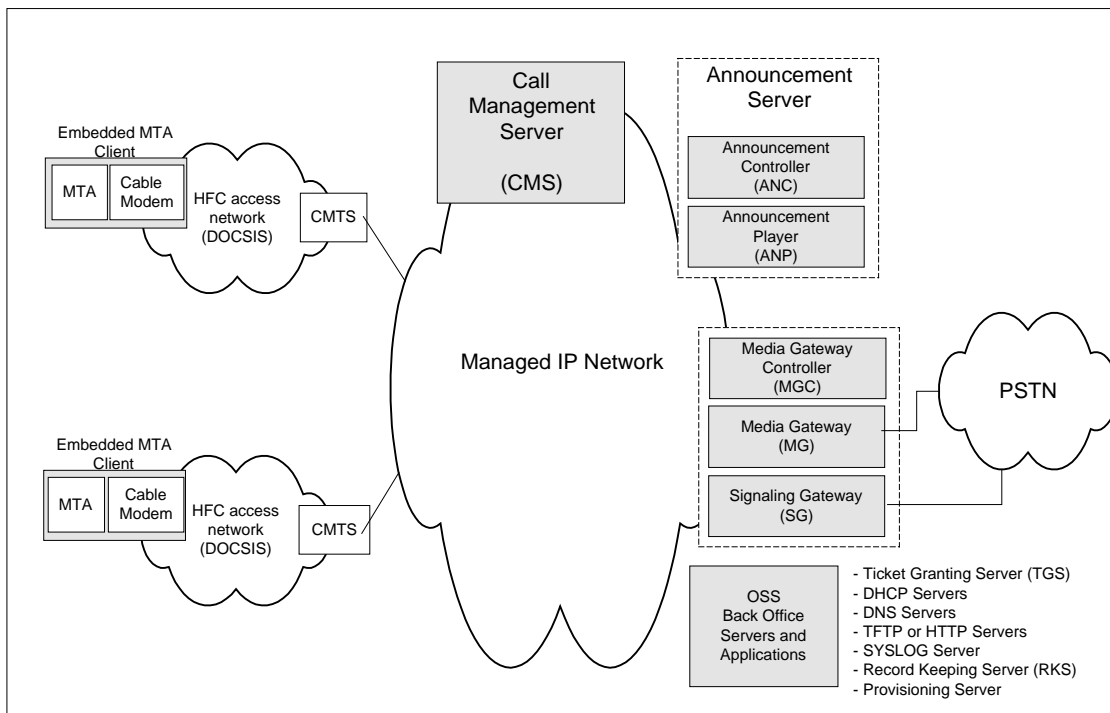 Call
Management
Server
(CMS)
Announcement
Server
Announcement
Controller
(ANC)
Announcement
Player
(ANP)
Embedded MTA
Client
MTA
Cable
Modem
HFC access
network
(DOCSIS)
CMTS
Managed IP Network
Media Gateway
Controller
(MGC)
Media Gateway
(MG)
Signaling Gateway
(SG)
PSTN
Embedded MTA
Client
MTA
Cable
Modem
HFC access
network
(DOCSIS)
CMTS
OSS
Back Office
Servers and
Applications
- Ticket Granting Server (TGS)
- DHCP Servers
- DNS Servers
- TFTP or HTTP Servers
- SYSLOG Server
- Record Keeping Server (RKS)
- Provisioning Server